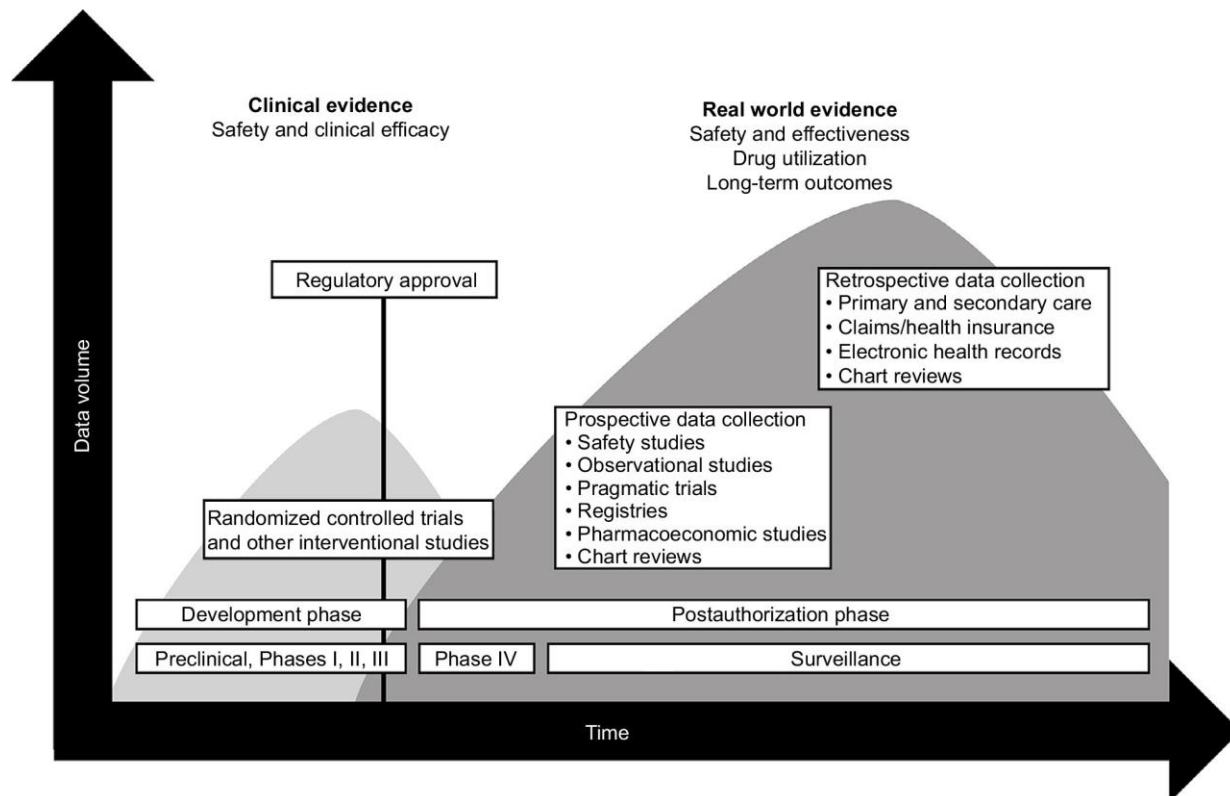 Clinical evidence
Safety and clinical efficacy
Real world evidence
Safety and effectiveness
Drug utilization
Long-term outcomes
Data volume
Regulatory approval
Retrospective data collection
• Primary and secondary care
• Claims/health insurance
• Electronic health records
• Chart reviews
Prospective data collection
• Safety studies
• Observational studies
• Pragmatic trials
• Registries
• Pharmacoeconomic studies
• Chart reviews
Randomized controlled trials
and other interventional studies
Development phase
Postauthorization phase
Preclinical, Phases I, II, III
Phase IV
Surveillance
Time